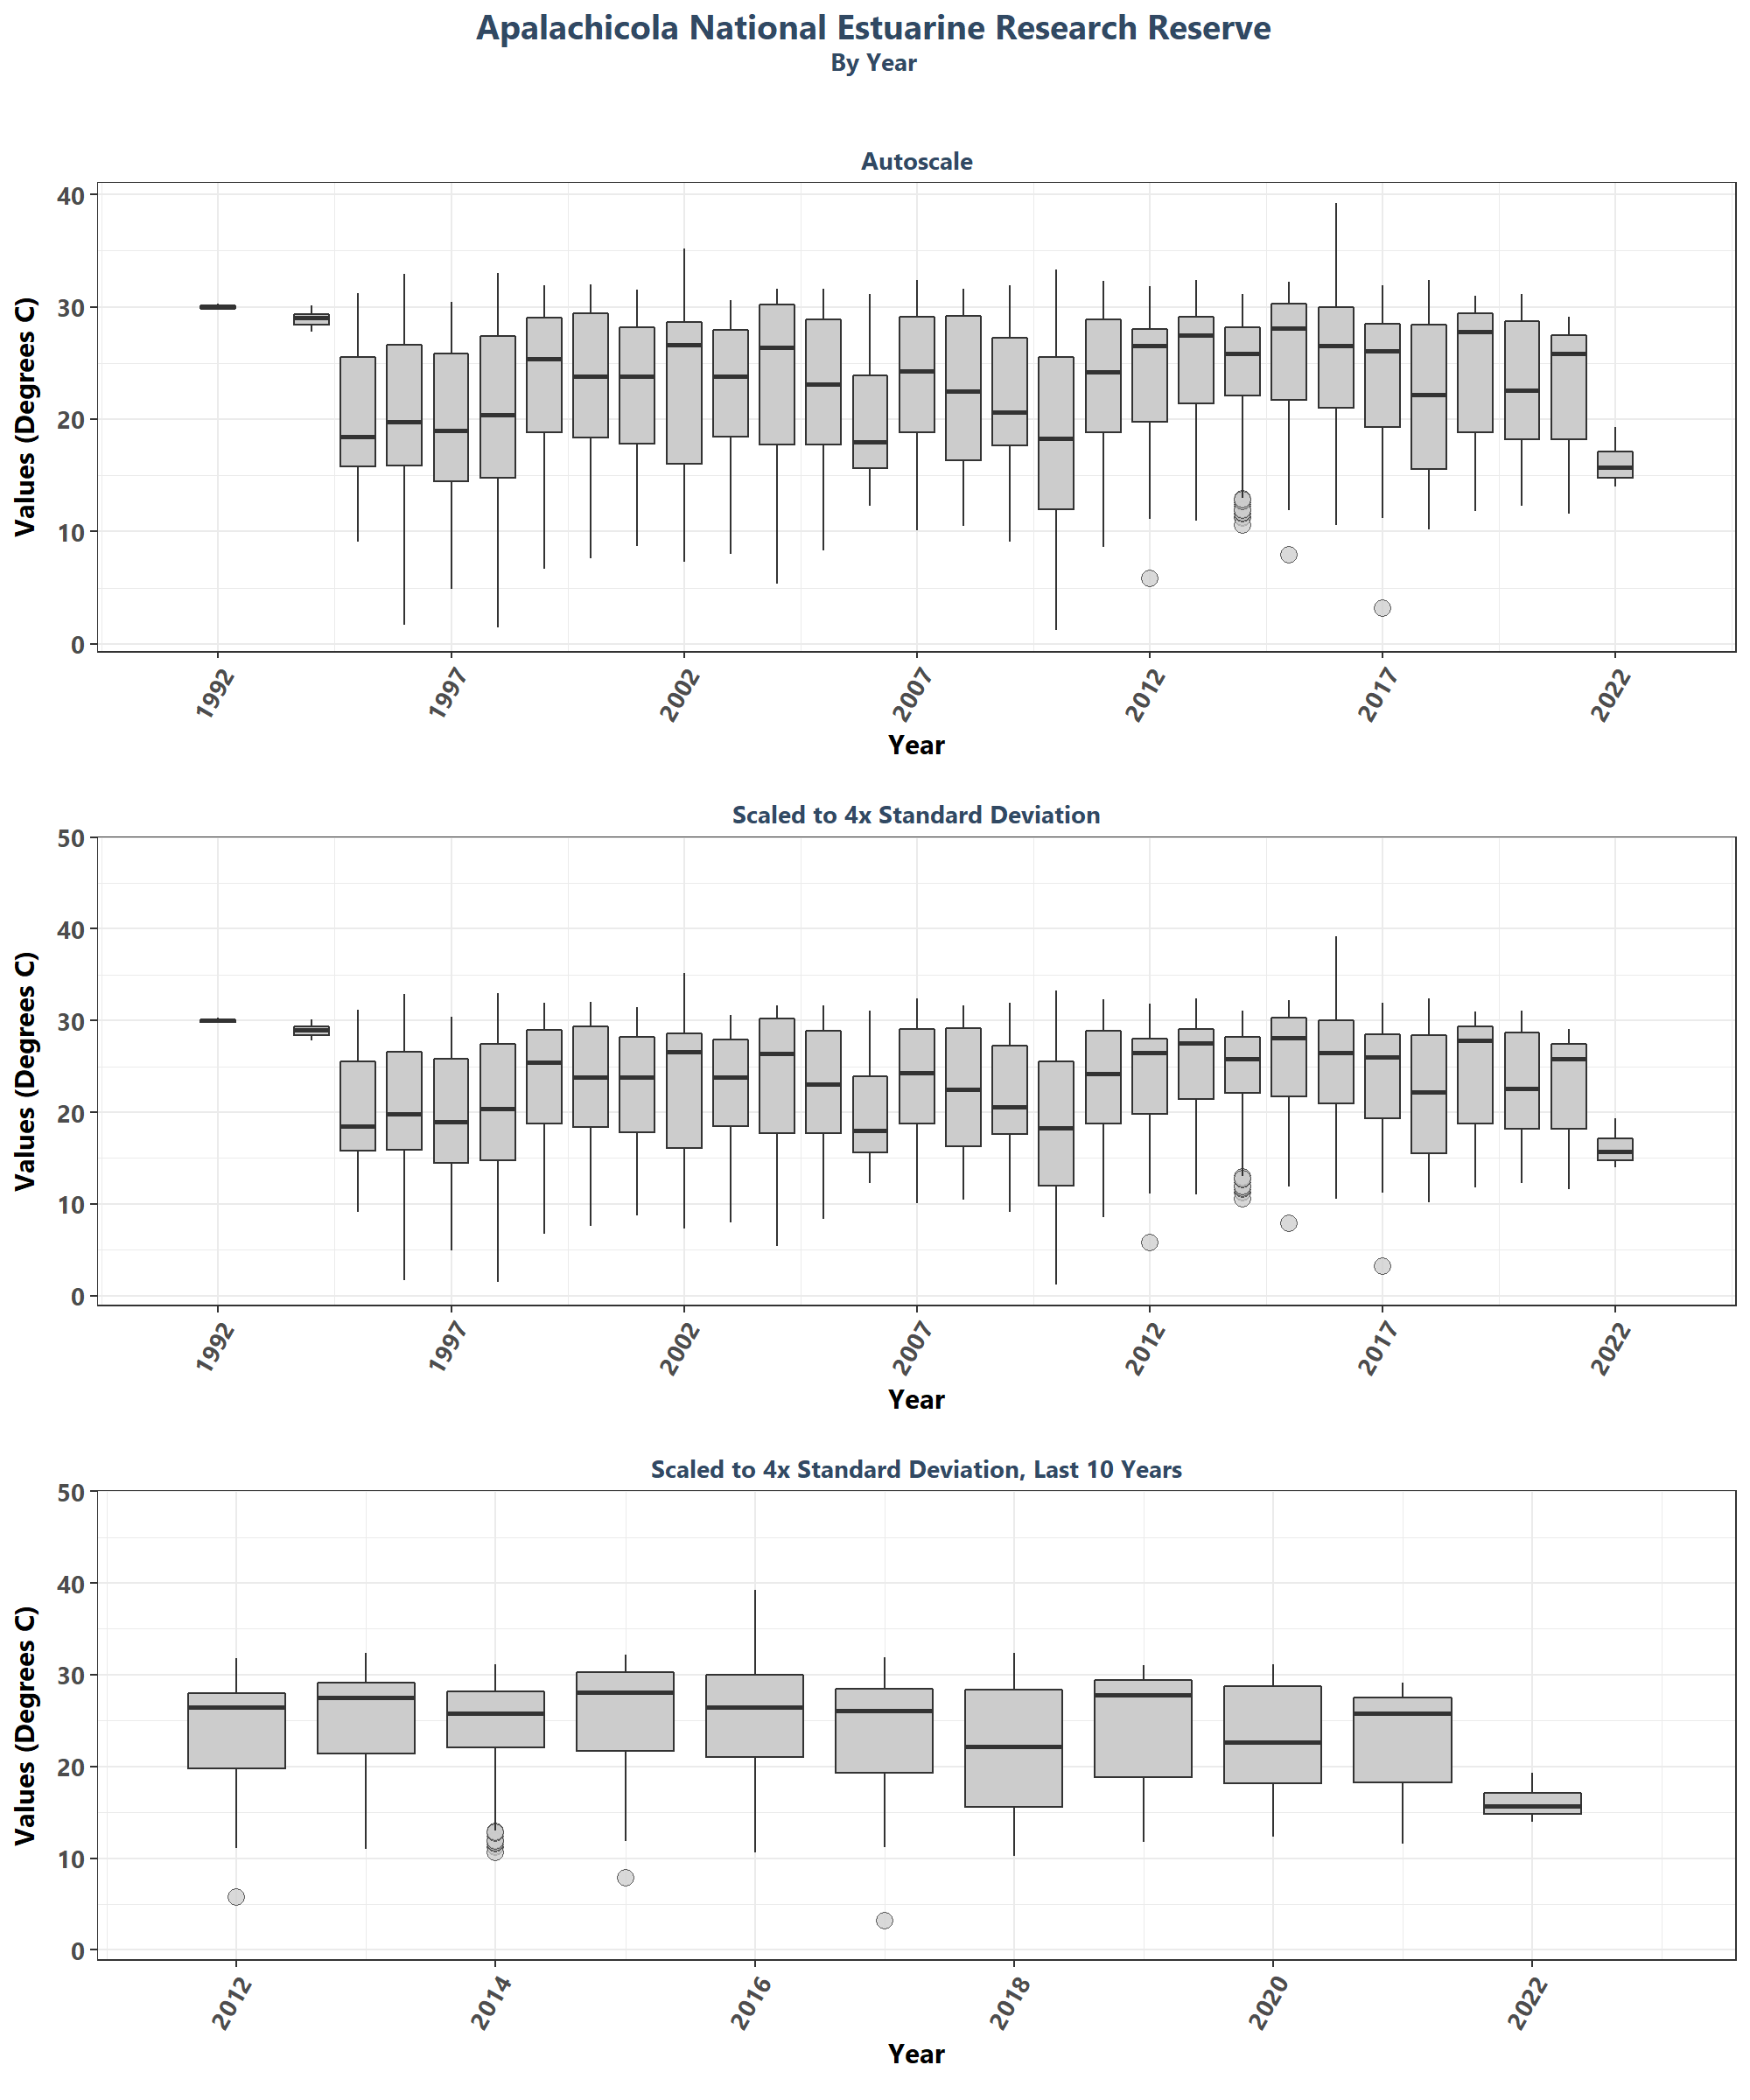 Apalachicola National Estuarine Research Reserve
By Year
Autoscale
Values (Degrees C)
40
30
20
10
0
1992 1997 2002 2007 2012 2017 2022
Year
Scaled to 4x Standard Deviation
Values (Degrees C)
50
40
30
20
10
0
1992 1997 2002 2007 2012 2017 2022
Year
Scaled to 4x Standard Deviation, Last 10 Years
Values (Degrees C)
50
40
30
20
10
0
2012 2014 2016 2018 2020 2022
Year